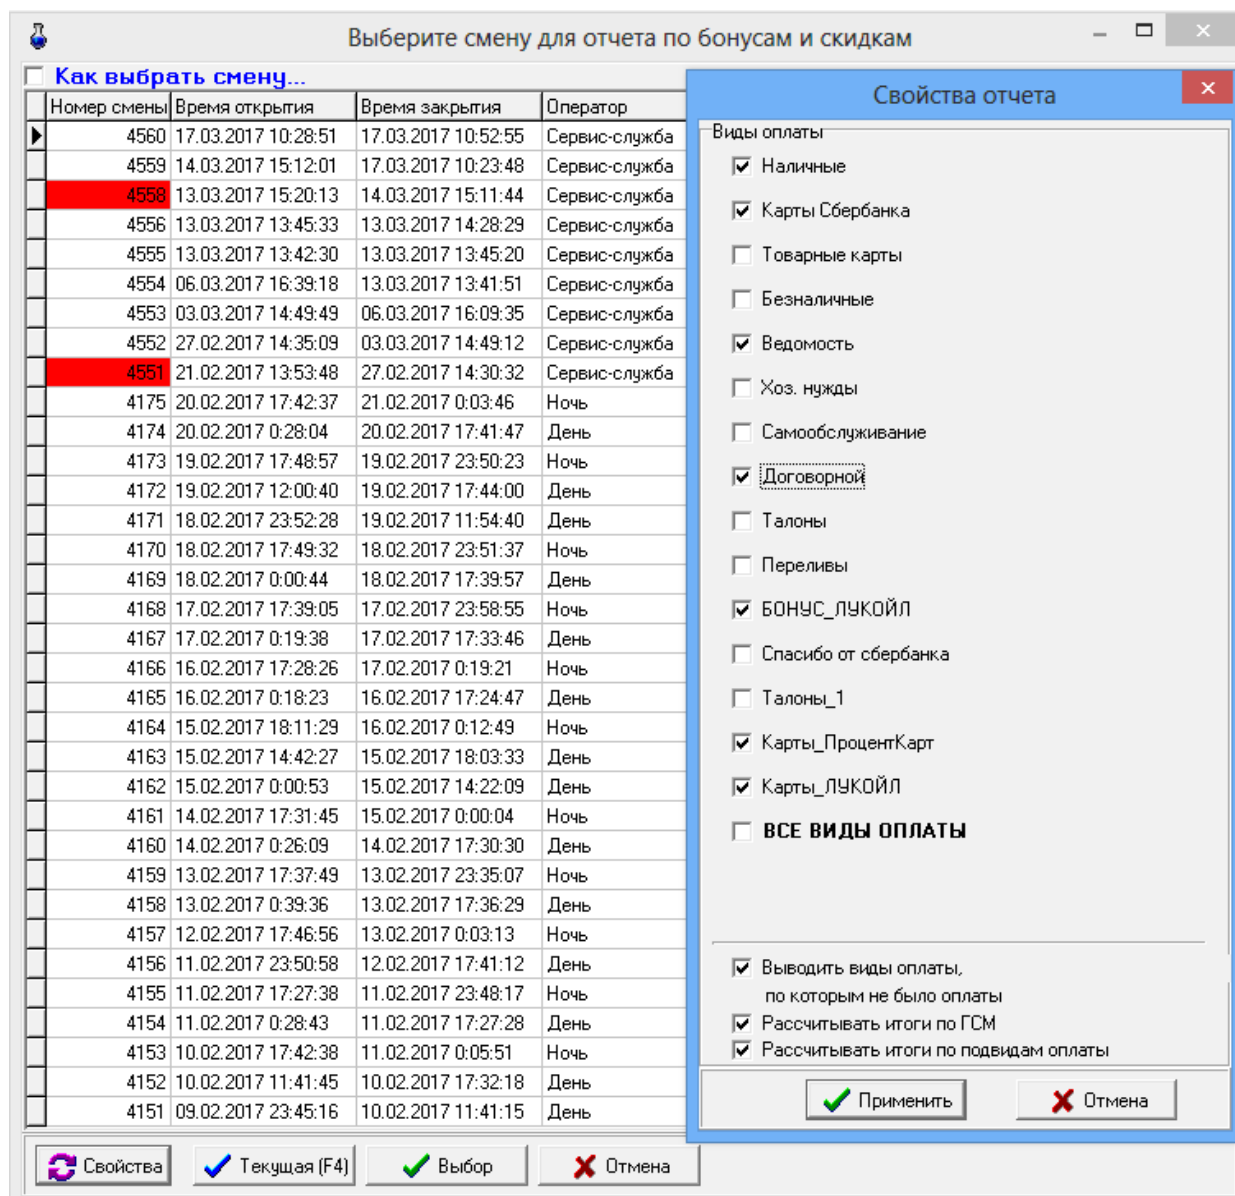 Выберите смену для отчета по бонусам и скидкам
Как выбрать смену...
Номер смены Время открытия Время закрытия Оператор
4560 17.03.2017 10:28:51 17.03.2017 10:52:55 Сервис-служба
4559 14.03.2017 15:12:01 17.03.2017 10:23:48 Сервис-служба
4558 13.03.2017 15:20:13 14.03.2017 15:11:44 Сервис-служба
4556 13.03.2017 13:45:33 13.03.2017 14:28:29 Сервис-служба
4555 13.03.2017 13:42:30 13.03.2017 13:45:20 Сервис-служба
4554 06.03.2017 16:39:18 13.03.2017 13:41:51 Сервис-служба
4553 03.03.2017 14:49:49 06.03.2017 16:09:35 Сервис-служба
4552 27.02.2017 14:35:09 03.03.2017 14:49:12 Сервис-служба
4551 21.02.2017 13:53:48 27.02.2017 14:30:32 Сервис-служба
4175 20.02.2017 17:42:37 21.02.2017 0:03:46 Ночь
4174 20.02.2017 0:28:04 20.02.2017 17:41:47 День
4173 19.02.2017 17:48:57 19.02.2017 23:50:23 Ночь
4172 19.02.2017 12:00:40 19.02.2017 17:44:00 День
4171 18.02.2017 23:52:28 19.02.2017 11:54:40 День
4170 18.02.2017 17:49:32 18.02.2017 23:51:37 Ночь
4169 18.02.2017 0:00:44 18.02.2017 17:39:57 День
4168 17.02.2017 17:39:05 17.02.2017 23:58:55 Ночь
4167 17.02.2017 0:19:38 17.02.2017 17:33:46 День
4166 16.02.2017 17:28:26 17.02.2017 0:19:21 Ночь
4165 16.02.2017 0:18:23 16.02.2017 17:24:47 День
4164 15.02.2017 18:11:29 16.02.2017 0:12:49 Ночь
4163 15.02.2017 14:42:27 15.02.2017 18:03:33 День
4162 15.02.2017 0:00:53 15.02.2017 14:22:09 День
4161 14.02.2017 17:31:45 15.02.2017 0:00:04 Ночь
4160 14.02.2017 0:26:09 14.02.2017 17:30:30 День
4159 13.02.2017 17:37:49 13.02.2017 23:35:07 Ночь
4158 13.02.2017 0:39:36 13.02.2017 17:36:29 День
4157 12.02.2017 17:46:56 13.02.2017 0:03:13 Ночь
4156 11.02.2017 23:50:58 12.02.2017 17:41:12 День
4155 11.02.2017 17:27:38 11.02.2017 23:48:17 Ночь
4154 11.02.2017 0:28:43 11.02.2017 17:27:28 День
4153 10.02.2017 17:42:38 11.02.2017 0:05:51 Ночь
4152 10.02.2017 11:41:45 10.02.2017 17:32:18 День
4151 09.02.2017 23:45:16 10.02.2017 11:41:15 День
Свойства Текущая (F4) Выбор Отмена
Свойства отчета
Виды оплаты
Наличные
Карты Сбербанка
Товарные карты
Безналичные
Ведомость
Хоз. нужды
Самообслуживание
Договорной
Талоны
Переливы
БОНУС_ЛУКОЙЛ
Спасибо от сбербанка
Талоны_1
Карты_ПроцентКарт
Карты_ЛУКОЙЛ
ВСЕ ВИДЫ ОПЛАТЫ
Выводить виды оплаты,
по которым не было оплаты
Рассчитывать итоги по ГСМ
Рассчитывать итоги по подвидам оплаты
Применить Отмена